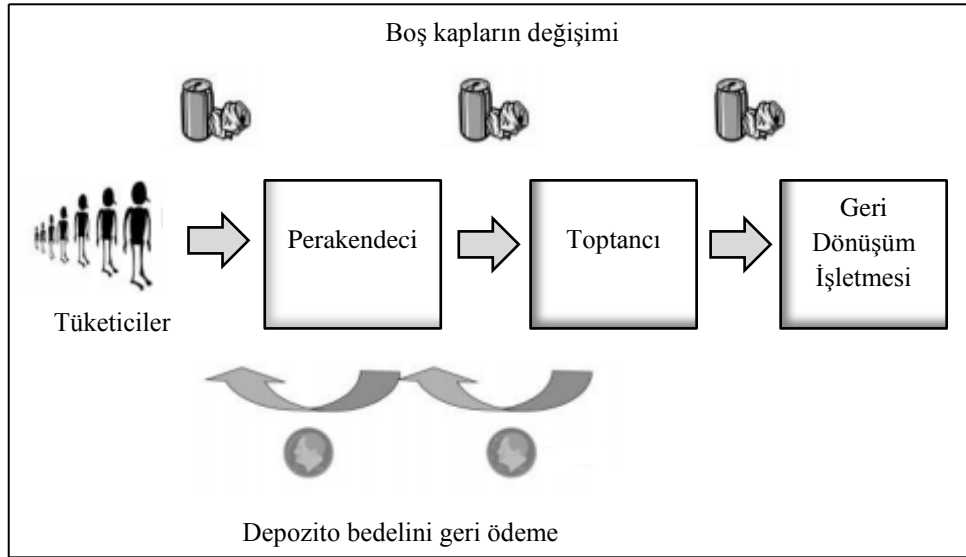 Boş kapların değişimi
Perakendeci
Toptancı
Geri
Dönüşüm
İşletmesi
Tüketiciler
Depozito bedelini geri ödeme